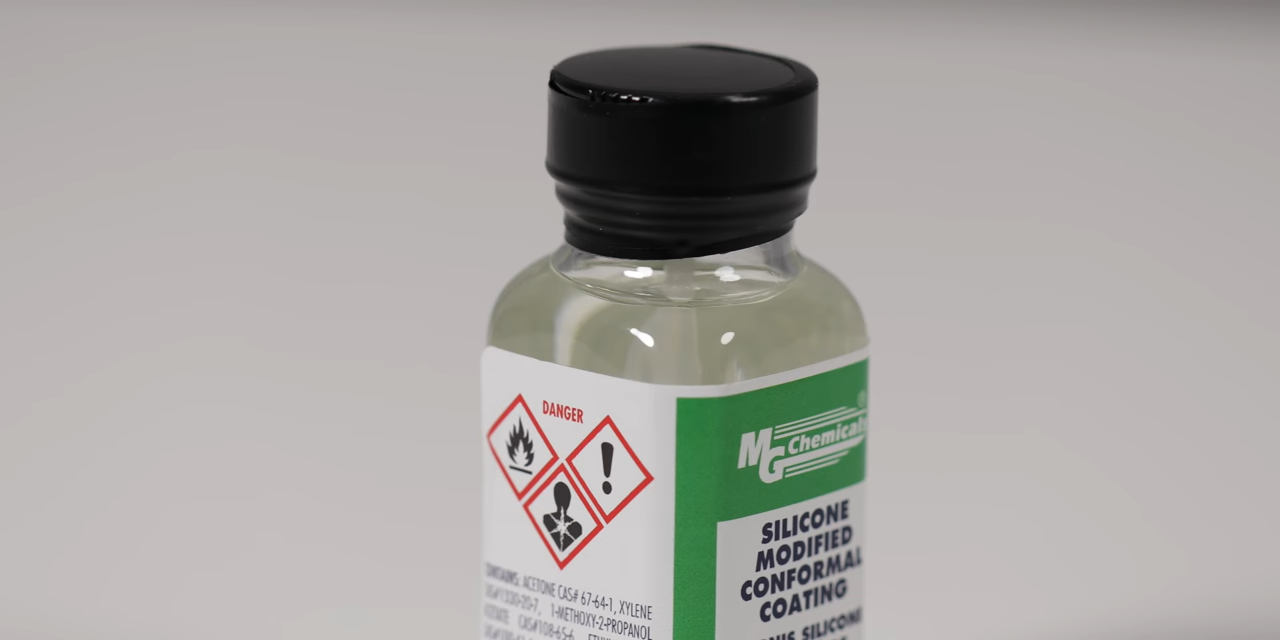 DANGER
CONTAINS: ACETONE CAS# 67-64-1, XYLENE
1-METHOXY-2-PROPANOL
CAS#108-65-6
MG Chemicals®
SILICONE
MODIFIED
CONFORMAL
COATING
SILICONE